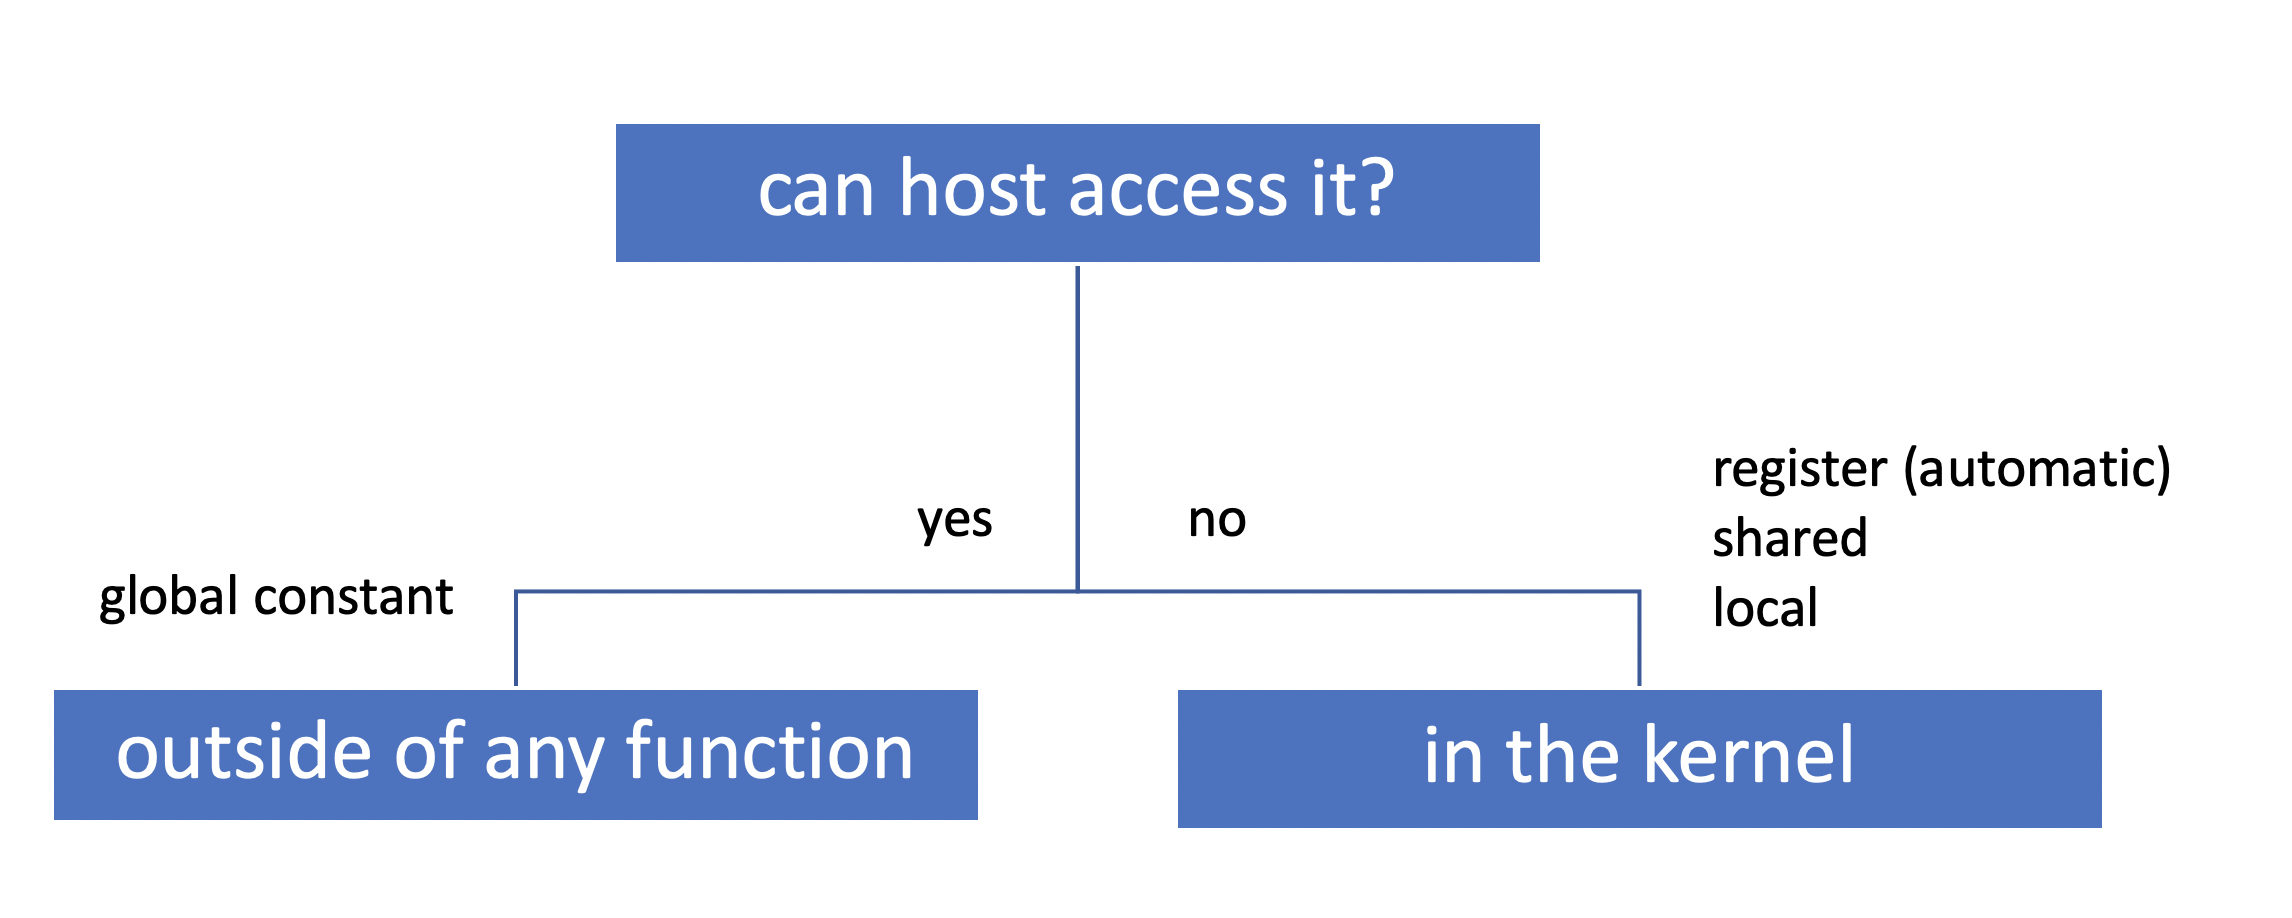 can host access it?
yes
no
global constant
register (automatic)
shared
local
outside of any function
in the kernel